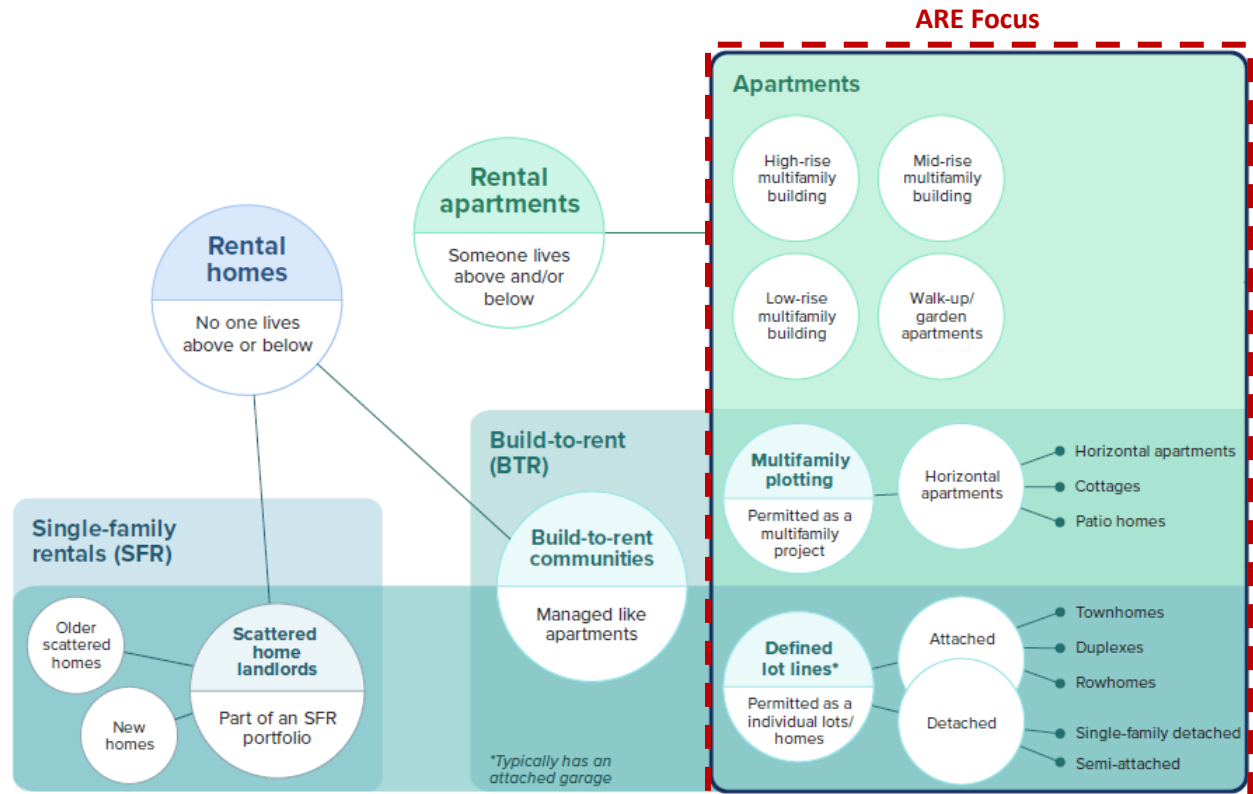 ARE Focus
Apartments
High-rise
multifamily
building
Mid-rise
multifamily
building
Low-rise
multifamily
building
Walk-up/
garden
apartments
Rental
apartments
Someone lives
above and/or
below
Rental
homes
No one lives
above or below
Build-to-rent
(BTR)
Build-to-rent
communities
Managed like
apartments
*Typically has an
attached garage
Single-family
rentals (SFR)
Older
scattered
homes
New
homes
Scattered
home
landlords
Part of an SFR
portfolio
Multifamily
plotting
Permitted as a
multifamily
project
Horizontal
apartments
Horizontal apartments
Cottages
Patio homes
Defined
lot lines*
Permitted as a
individual lots/
homes
Attached
Townhomes
Duplexes
Rowhomes
Detached
Single-family detached
Semi-attached